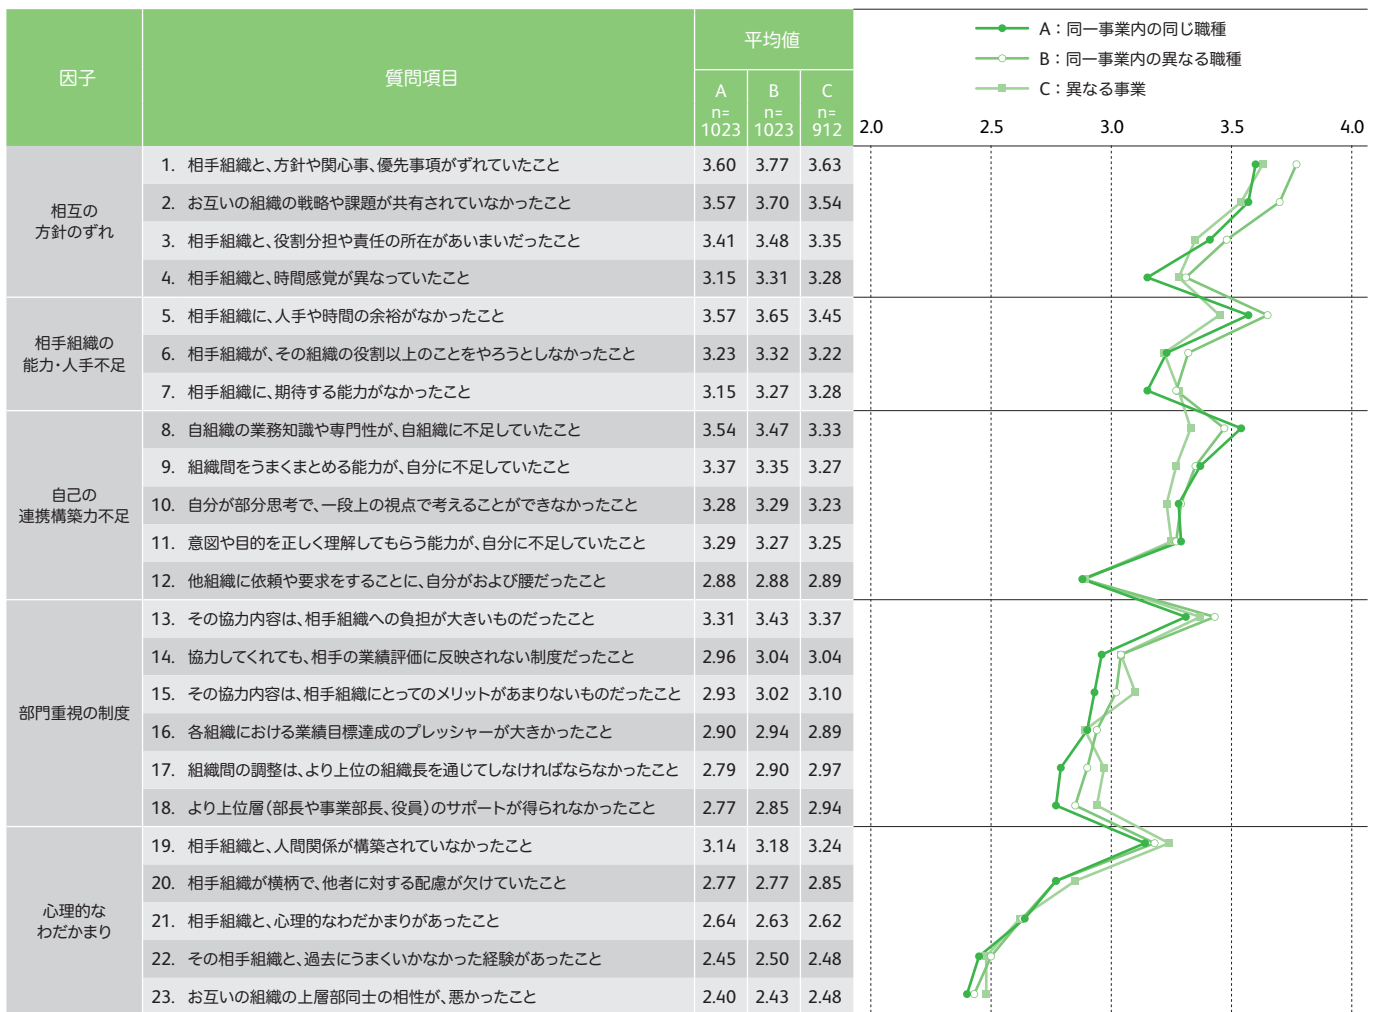 因子
質問項目
平均値
A
n=
1023
B
n=
1023
C
n=
912
A：同一事業内の同じ職種
B：同一事業内の異なる職種
C：異なる事業
2.0 2.5 3.0 3.5 4.0
相互の
方針のずれ
1. 相手組織と、方針や関心事、優先事項がずれていたこと 3.60 3.77 3.63
2. お互いの組織の戦略や課題が共有されていなかったこと 3.57 3.70 3.54
3. 相手組織と、役割分担や責任の所在があいまいだったこと 3.41 3.48 3.35
4. 相手組織と、時間感覚が異なっていたこと 3.15 3.31 3.28
相手組織の
能力・人手不足
5. 相手組織に、人手や時間の余裕がなかったこと 3.57 3.65 3.45
6. 相手組織が、その組織の役割以上のことをやろうとしなかったこと 3.23 3.32 3.22
7. 相手組織に、期待する能力がなかったこと 3.15 3.27 3.28
自己の
連携構築力不足
8. 自組織の業務知識や専門性が、自組織に不足していたこと 3.54 3.47 3.33
9. 組織間をうまくまとめる能力が、自分に不足していたこと 3.37 3.35 3.27
10. 自分が部分思考で、一段上の視点で考えることができなかったこと 3.28 3.29 3.23
11. 意図や目的を正しく理解してもらう能力が、自分に不足していたこと 3.29 3.27 3.25
12. 他組織に依頼や要求をすることに、自分がおよび腰だったこと 2.88 2.88 2.89
部門重視の制度
13. その協力内容は、相手組織への負担が大きいものだったこと 3.31 3.43 3.37
14. 協力してくれても、相手の業績評価に反映されない制度だったこと 2.96 3.04 3.04
15. その協力内容は、相手組織にとってのメリットがあまりないものだったこと 2.93 3.02 3.10
16. 各組織における業績目標達成のプレッシャーが大きかったこと 2.90 2.94 2.89
17. 組織間の調整は、より上位の組織長を通じてしなければならなかったこと 2.79 2.90 2.97
18. より上位層（部長や事業部長、役員）のサポートが得られなかったこと 2.77 2.85 2.94
心理的な
わだかまり
19. 相手組織と、人間関係が構築されていなかったこと 3.14 3.18 3.24
20. 相手組織が横柄で、他者に対する配慮が欠けていたこと 2.77 2.77 2.85
21. 相手組織と、心理的なわだかまりがあったこと 2.64 2.63 2.62
22. その相手組織と、過去にうまくいかなかった経験があったこと 2.45 2.50 2.48
23. お互いの組織の上層部同士の相性が、悪かったこと 2.40 2.43 2.48